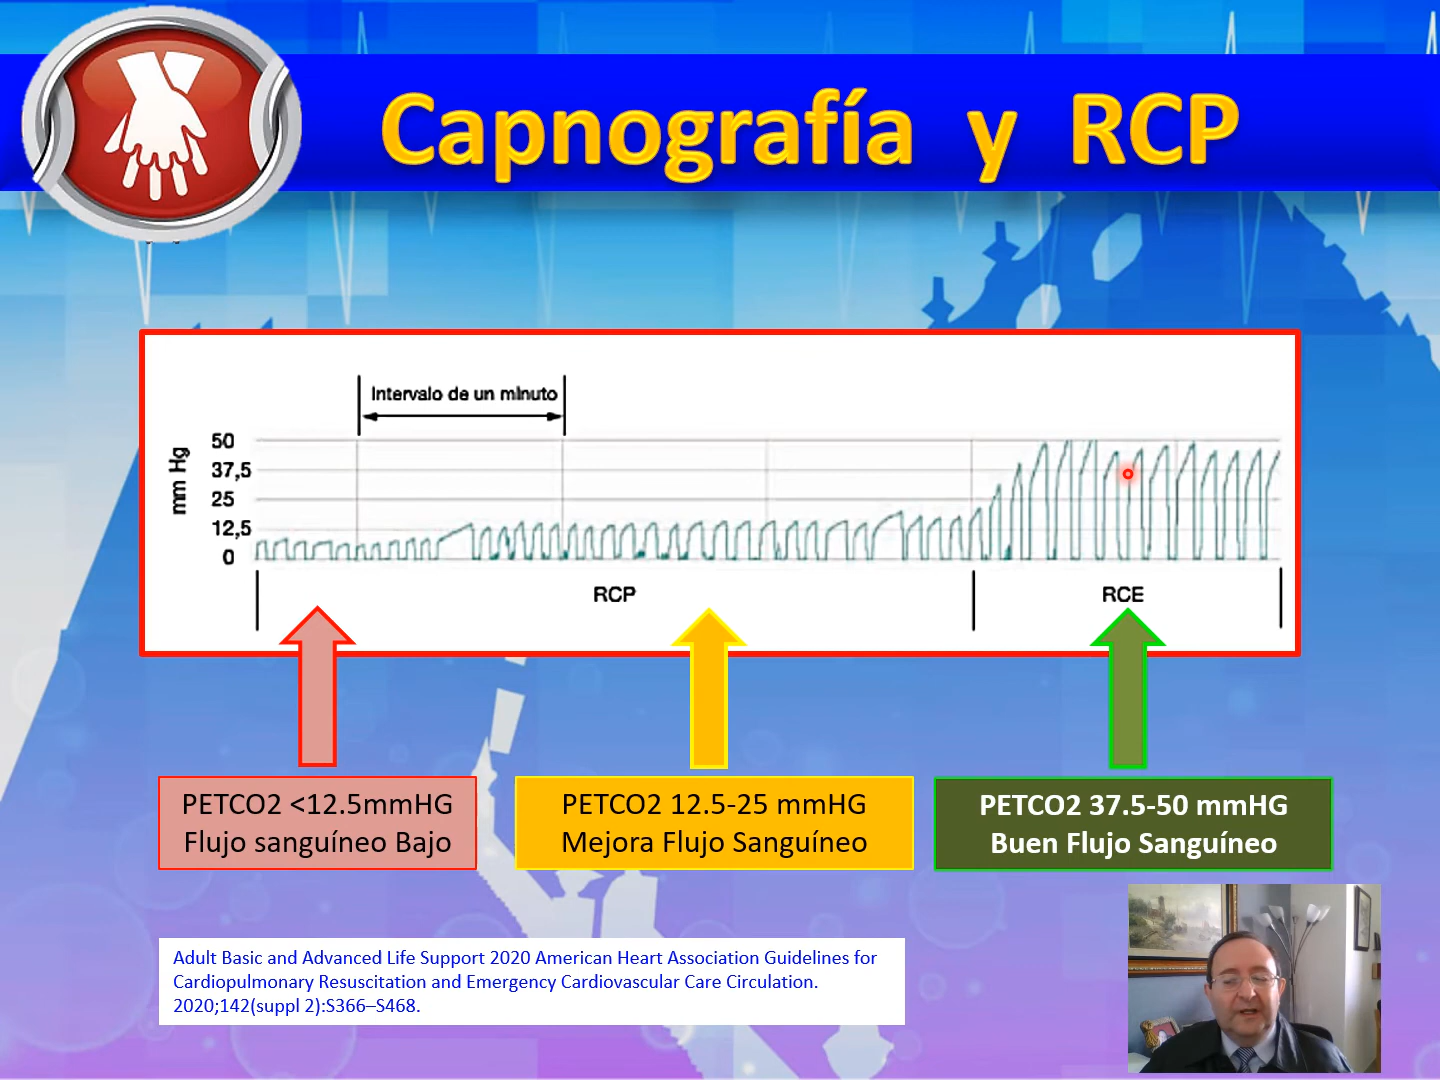 Capnografía y RCP
Intervalo de un minuto
mm Hg
50
37,5
25
12,5
0
RCP
RCE
PETCO2 <12.5mmHG
Flujo sanguíneo Bajo
PETCO2 12.5-25 mmHG
Mejora Flujo Sanguíneo
PETCO2 37.5-50 mmHG
Buen Flujo Sanguíneo
Adult Basic and Advanced Life Support 2020 American Heart Association Guidelines for
Cardiopulmonary Resuscitation and Emergency Cardiovascular Care Circulation.
2020;142(suppl 2):S366–S468.